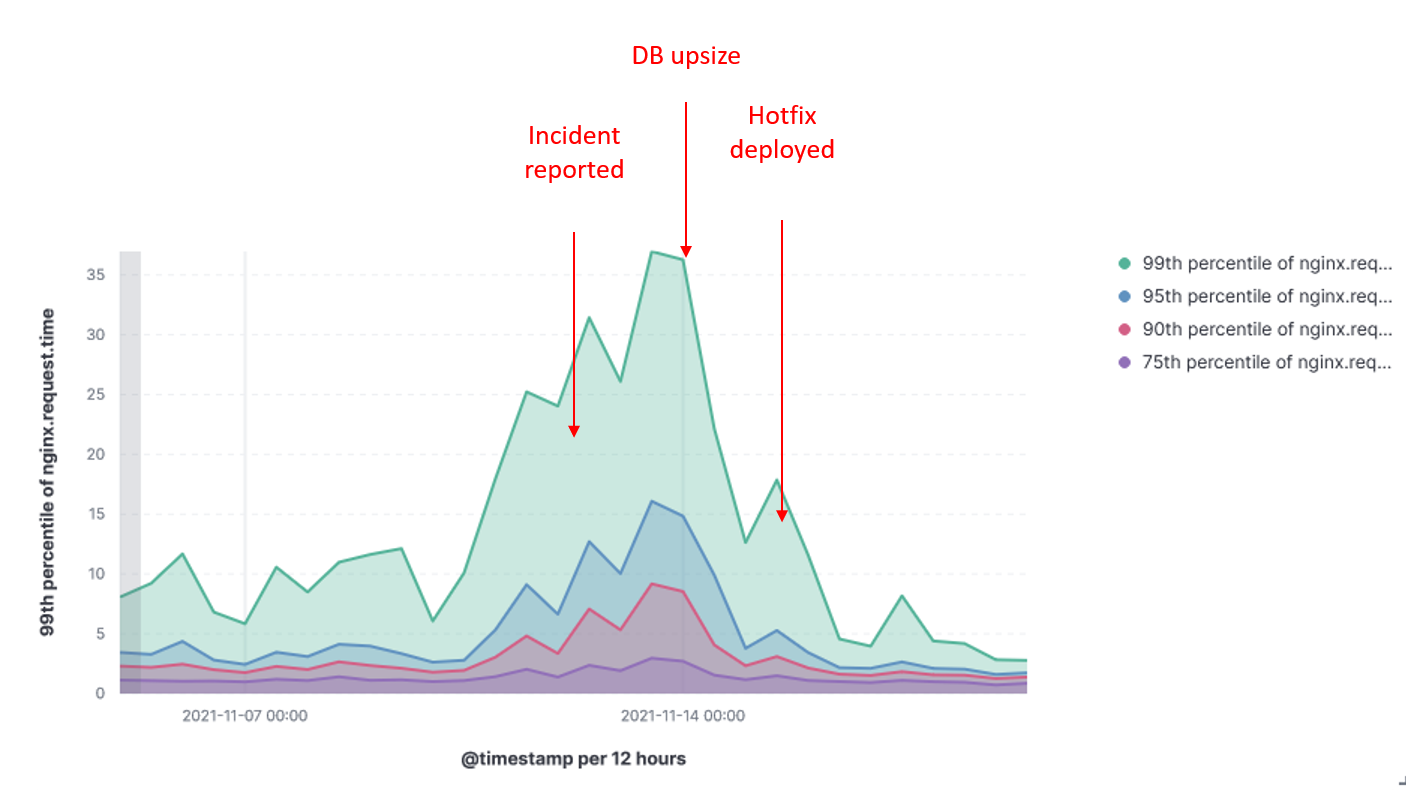 DB upsize
Incident
reported
Hotfix
deployed
99th percentile of nginx.request.time
35
30
25
20
15
10
5
0
2021-11-07 00:00
2021-11-14 00:00
@timestamp per 12 hours
99th percentile of nginx.req...
95th percentile of nginx.req...
90th percentile of nginx.req...
75th percentile of nginx.req...